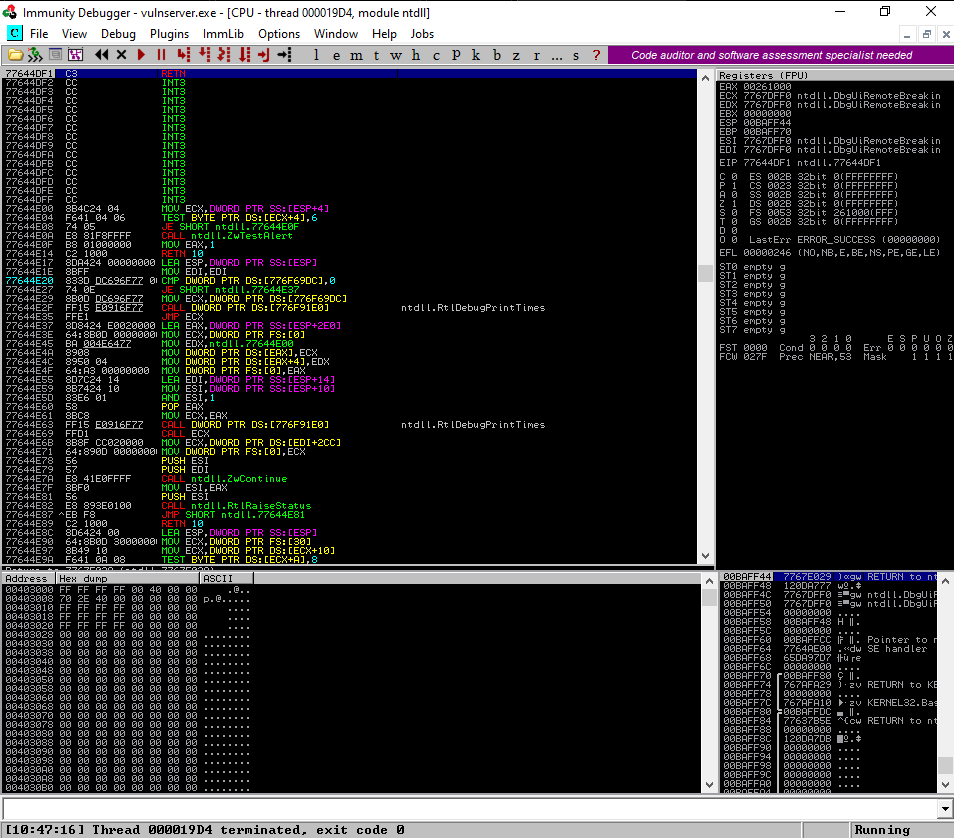 Immunity Debugger - vulnserver.exe - [CPU - thread 000019D4, module ntdll]
C File View Debug Plugins ImmLib Options Window Help Jobs
l e m t w h c P k b z r ... s ? Code auditor and software assessment specialist needed
77644DF1 C3 RETN
77644DF2 CC INT3
77644DF3 CC INT3
77644DF4 CC INT3
77644DF5 CC INT3
77644DF6 CC INT3
77644DF7 CC INT3
77644DF8 CC INT3
77644DF9 CC INT3
77644DFA CC INT3
77644DFB CC INT3
77644DFC CC INT3
77644DFD CC INT3
77644DFE CC INT3
77644DFF CC INT3
77644E00 8B4C24 04 MOV ECX,DWORD PTR SS:[ESP+4]
77644E04 F641 04 06 TEST BYTE PTR DS:[ECX+4],6
77644E08 74 05 JE SHORT ntdll.77644E0F
77644E0A E8 81F8FFFF CALL ntdll.ZwTestAlert
77644E0F B8 01000000 MOV EAX,1
77644E14 C2 1000 RETN 10
77644E17 8DA424 00000000 LEA ESP,DWORD PTR SS:[ESP]
77644E1E 8BFF MOV EDI,EDI
77644E20 833D DC696F77 0 CMP DWORD PTR DS:[776F69DC],0
77644E27 74 0E JE SHORT ntdll.77644E37
77644E29 8B0D DC696F77 MOV ECX,DWORD PTR DS:[776F69DC]
77644E2F FF15 E0916F77 CALL DWORD PTR DS:[776F91E0] ntdll.RtlDebugPrintTimes
77644E35 FFE1 JMP ECX
77644E37 8D8424 E0020000 LEA EAX,DWORD PTR SS:[ESP+2E0]
77644E3E 64:8B0D 0000000 MOV ECX,DWORD PTR FS:[0]
77644E45 BA 004E6477 MOV EDX,ntdll.77644E00
77644E4A 8908 MOV DWORD PTR DS:[EAX],ECX
77644E4C 8950 04 MOV DWORD PTR DS:[EAX+4],EDX
77644E4F 64:A3 00000000 MOV DWORD PTR FS:[0],EAX
77644E55 8D7C24 14 LEA EDI,DWORD PTR SS:[ESP+14]
77644E59 8B7424 10 MOV ESI,DWORD PTR SS:[ESP+10]
77644E5D 83E6 01 AND ESI,1
77644E60 58 POP EAX
77644E61 8BC8 MOV ECX,EAX
77644E63 FF15 E0916F77 CALL DWORD PTR DS:[776F91E0] ntdll.RtlDebugPrintTimes
77644E69 FFD1 CALL ECX
77644E6B 8B8F CC020000 MOV ECX,DWORD PTR DS:[EDI+2CC]
77644E71 64:890D 0000000 MOV DWORD PTR FS:[0],ECX
77644E78 56 PUSH ESI
77644E79 57 PUSH EDI
77644E7A E8 41E0FFFF CALL ntdll.ZwContinue
77644E7F 8BF0 MOV ESI,EAX
77644E81 56 PUSH ESI
77644E82 E8 893E0100 CALL ntdll.RtlRaiseStatus
77644E87 ^EB F8 JMP SHORT ntdll.77644E81
77644E89 C2 1000 RETN 10
77644E8C 8D6424 00 LEA ESP,DWORD PTR SS:[ESP]
77644E90 64:8B0D 3000000 MOV ECX,DWORD PTR FS:[30]
77644E97 8B49 10 MOV ECX,DWORD PTR DS:[ECX+10]
77644E9A F641 0A 08 TEST BYTE PTR DS:[ECX+A],8
Registers (FPU)
EAX 00261000
ECX 7767DFF0 ntdll.DbgUiRemoteBreakin
EDX 7767DFF0 ntdll.DbgUiRemoteBreakin
EBX 00000000
ESP 00BAFF44
EBP 00BAFF70
ESI 7767DFF0 ntdll.DbgUiRemoteBreakin
EDI 7767DFF0 ntdll.DbgUiRemoteBreakin
EIP 77644DF1 ntdll.77644DF1
C 0 ES 002B 32bit 0(FFFFFFFF)
P 1 CS 0023 32bit 0(FFFFFFFF)
A 0 SS 002B 32bit 0(FFFFFFFF)
Z 1 DS 002B 32bit 0(FFFFFFFF)
S 0 FS 0053 32bit 261000(FFF)
T 0 GS 002B 32bit 0(FFFFFFFF)
D 0
O 0 LastErr ERROR_SUCCESS (00000000)
EFL 00000246 (NO,NB,E,BE,NS,PE,GE,LE)
ST0 empty g
ST1 empty g
ST2 empty g
ST3 empty g
ST4 empty g
ST5 empty g
ST6 empty g
ST7 empty g
3 2 1 0 E S P U O Z
FST 0000 Cond 0 0 0 0 Err 0 0 0 0 0 0
FCW 027F Prec NEAR,53 Mask 1 1 1 1
Address Hex dump ASCII
00403000 FF FF FF FF 00 40 00 00 .@..
00403008 70 2E 40 00 00 00 00 00 p.@.....
00403010 FF FF FF FF 00 00 00 00 ....
00403018 FF FF FF FF 00 00 00 00 ....
00403020 FF FF FF FF 00 00 00 00 ....
00403028 00 00 00 00 00 00 00 00 ........
00403030 00 00 00 00 00 00 00 00 ........
00403038 00 00 00 00 00 00 00 00 ........
00403040 00 00 00 00 00 00 00 00 ........
00403048 00 00 00 00 00 00 00 00 ........
00403050 00 00 00 00 00 00 00 00 ........
00403058 00 00 00 00 00 00 00 00 ........
00403060 00 00 00 00 00 00 00 00 ........
00403068 00 00 00 00 00 00 00 00 ........
00403070 00 00 00 00 00 00 00 00 ........
00403078 00 00 00 00 00 00 00 00 ........
00403080 00 00 00 00 00 00 00 00 ........
00403088 00 00 00 00 00 00 00 00 ........
00403090 00 00 00 00 00 00 00 00 ........
00403098 00 00 00 00 00 00 00 00 ........
004030A0 00 00 00 00 00 00 00 00 ........
004030A8 00 00 00 00 00 00 00 00 ........
004030B0 00 00 00 00 00 00 00 00 ........
00BAFF44 7767E029 )αgw RETURN to nt
00BAFF48 120DA777
00BAFF4C 7767DFF0 ≡▀gw ntdll.DbgUiF
00BAFF50 7767DFF0 ≡▀gw ntdll.DbgUiF
00BAFF54 00000000 ....
00BAFF58 00BAFF48 H ║.
00BAFF5C 00000000 ....
00BAFF60 00BAFFCC ╠ ║. Pointer to n
00BAFF64 7764AE00 .«dw SE handler
00BAFF68 65DA97D7 ╫ù┌e
00BAFF6C 00000000 ....
00BAFF70 00BAFF80 Ç ║.
00BAFF74 767AFA29 )·zv RETURN to KE
00BAFF78 00000000 ....
00BAFF7C 767AFA10 ►·zv KERNEL32.Bas
00BAFF80 00BAFFDC ▄ ║.
00BAFF84 77637B5E ^{cw RETURN to nt
00BAFF88 00000000 ....
00BAFF8C 120DA7DB
00BAFF90 00000000 ....
00BAFF94 00000000 ....
00BAFF98 00000000 ....
00BAFF9C 00000000 ....
00BAFFA0 00000000 ....
[10:47:16] Thread 000019D4 terminated, exit code 0 Running